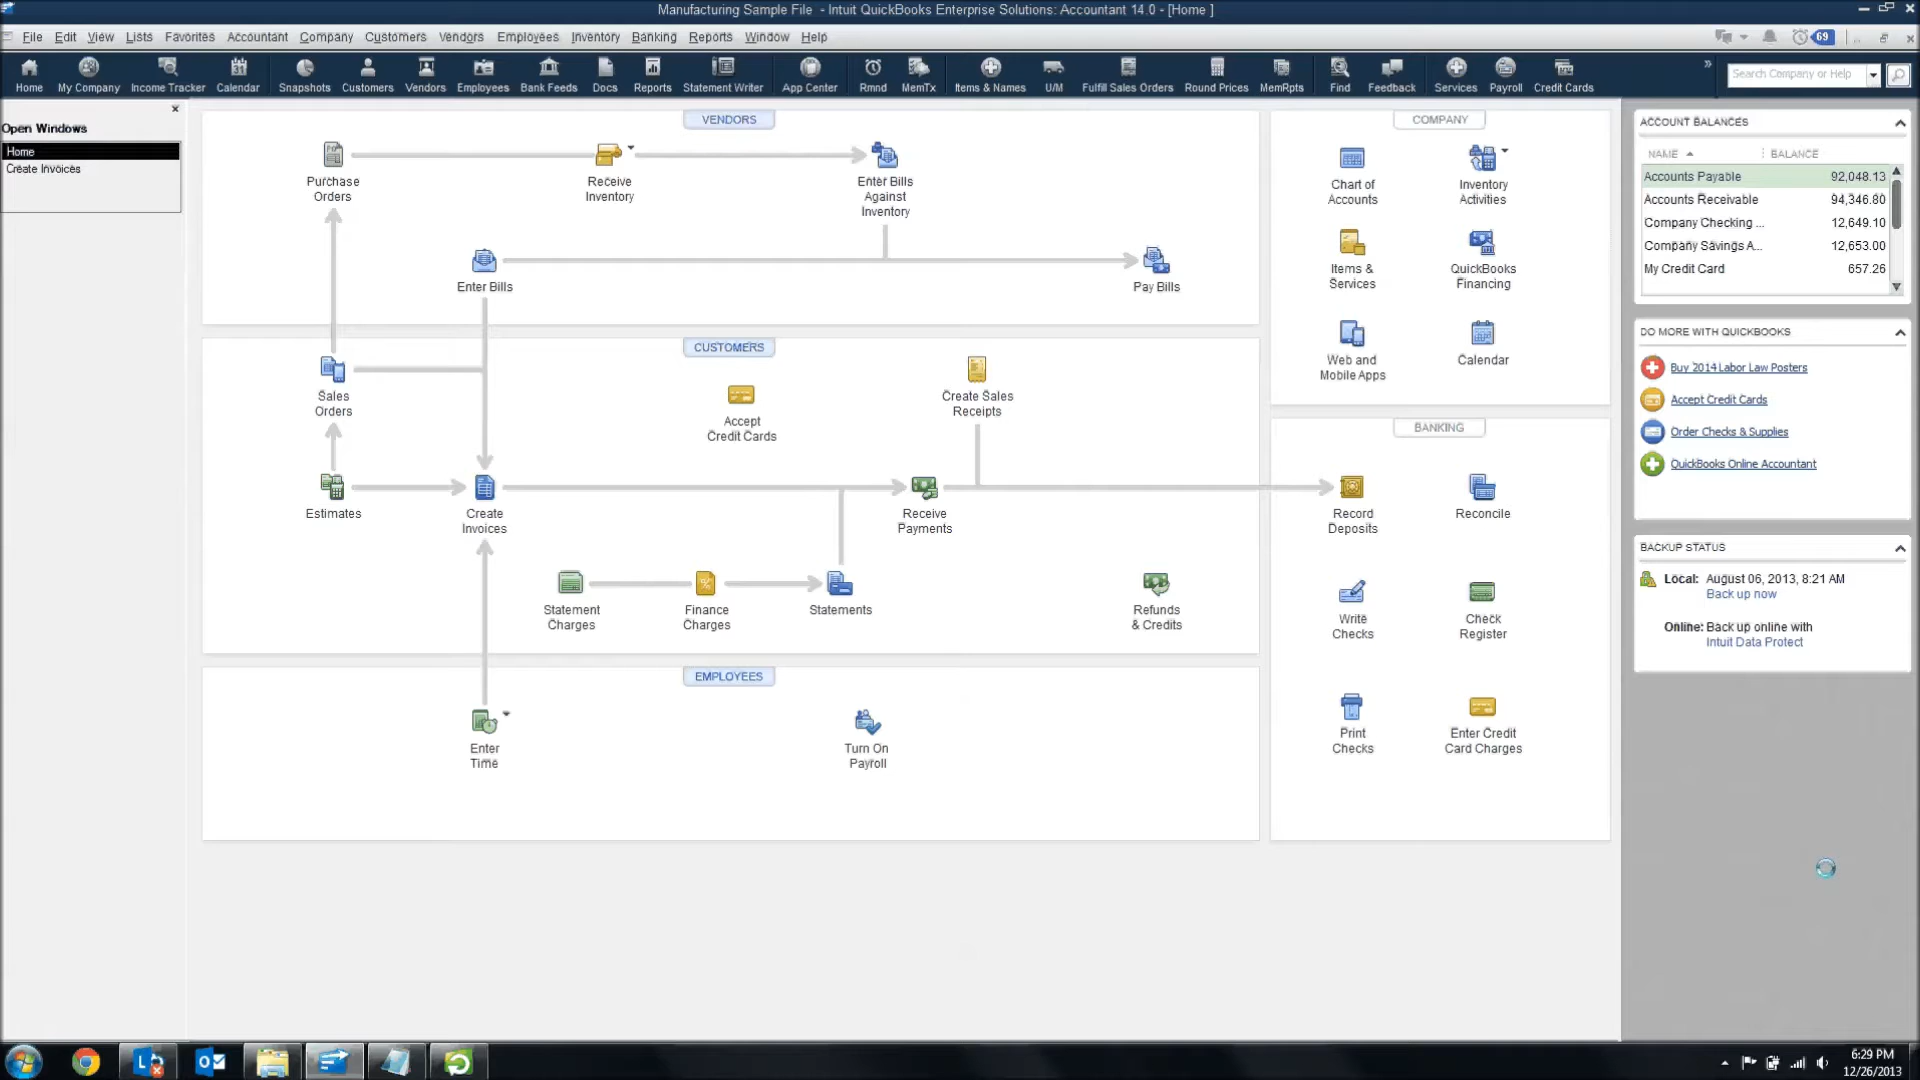 Manufacturing Sample File - Intuit QuickBooks Enterprise Solutions: Accountant 14.0 - [Home ]
File Edit View Lists Favorites Accountant Company Customers Vendors Employees Inventory Banking Reports Window Help
69
Home My Company Income Tracker Calendar Snapshots Customers Vendors Employees Bank Feeds Docs Reports Statement Writer App Center Rmnd MemTx Items & Names U/M Fulfill Sales Orders Round Prices MemRpts Find Feedback Services Payroll Credit Cards
Search Company or Help
Open Windows
Home
Create Invoices
VENDORS
Purchase
Orders
Receive
Inventory
Enter Bills
Against
Inventory
Enter Bills
Pay Bills
CUSTOMERS
Sales
Orders
Accept
Credit Cards
Create Sales
Receipts
Estimates
Create
Invoices
Receive
Payments
Statement
Charges
Finance
Charges
Statements
Refunds
& Credits
EMPLOYEES
Enter
Time
Turn On
Payroll
COMPANY
Chart of
Accounts
Inventory
Activities
Items &
Services
QuickBooks
Financing
Web and
Mobile Apps
Calendar
BANKING
Record
Deposits
Reconcile
Write
Checks
Check
Register
Print
Checks
Enter Credit
Card Charges
ACCOUNT BALANCES
NAME BALANCE
Accounts Payable 92,048.13
Accounts Receivable 94,346.80
Company Checking ... 12,649.10
Company Savings A... 12,653.00
My Credit Card 657.26
DO MORE WITH QUICKBOOKS
Buy 2014 Labor Law Posters
Accept Credit Cards
Order Checks & Supplies
QuickBooks Online Accountant
BACKUP STATUS
Local: August 06, 2013, 8:21 AM
Back up now
Online: Back up online with
Intuit Data Protect
6:29 PM
12/26/2013